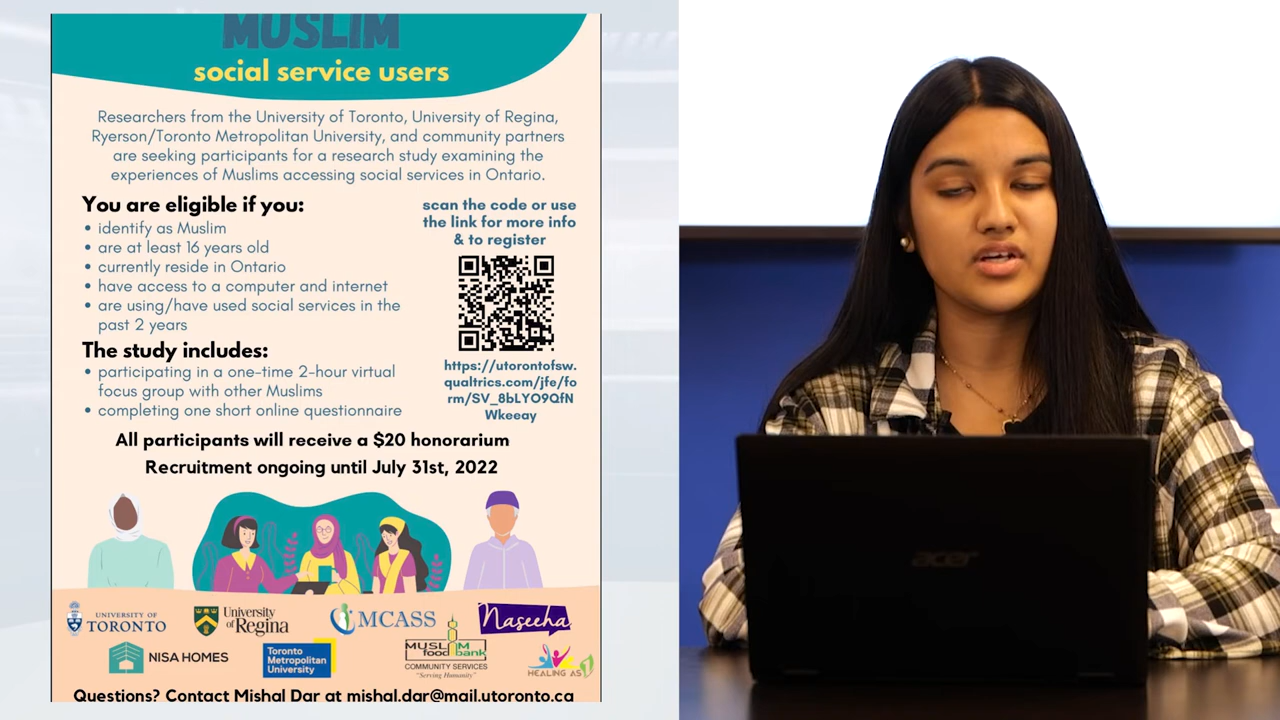 MUSLIM
social service users
Researchers from the University of Toronto, University of Regina,
Ryerson/Toronto Metropolitan University, and community partners
are seeking participants for a research study examining the
experiences of Muslims accessing social services in Ontario.
You are eligible if you:
• identify as Muslim
• are at least 16 years old
• currently reside in Ontario
• have access to a computer and internet
• are using/have used social services in the
past 2 years
The study includes:
• participating in a one-time 2-hour virtual
focus group with other Muslims
• completing one short online questionnaire
scan the code or use
the link for more info
& to register
https://utorontofsw.
qualtrics.com/jfe/fo
rm/SV_8bLYO9QfN
Wkeeay
All participants will receive a $20 honorarium
Recruitment ongoing until July 31st, 2022
UNIVERSITY OF
TORONTO
University
of Regina
MCASS
Naseeha
NISA HOMES
Toronto
Metropolitan
University
MUSLIM
food bank
COMMUNITY SERVICES
"Serving Humanity"
HEALING AS 1
Questions? Contact Mishal Dar at mishal.dar@mail.utoronto.ca
acer